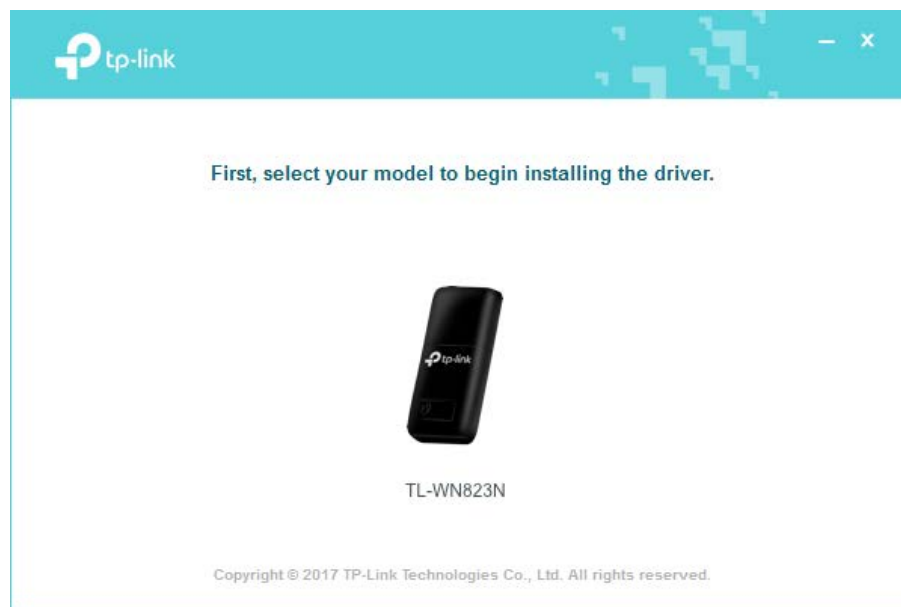 tp-link
First, select your model to begin installing the driver.
tp-link
TL-WN823N
Copyright © 2017 TP-Link Technologies Co., Ltd. All rights reserved.